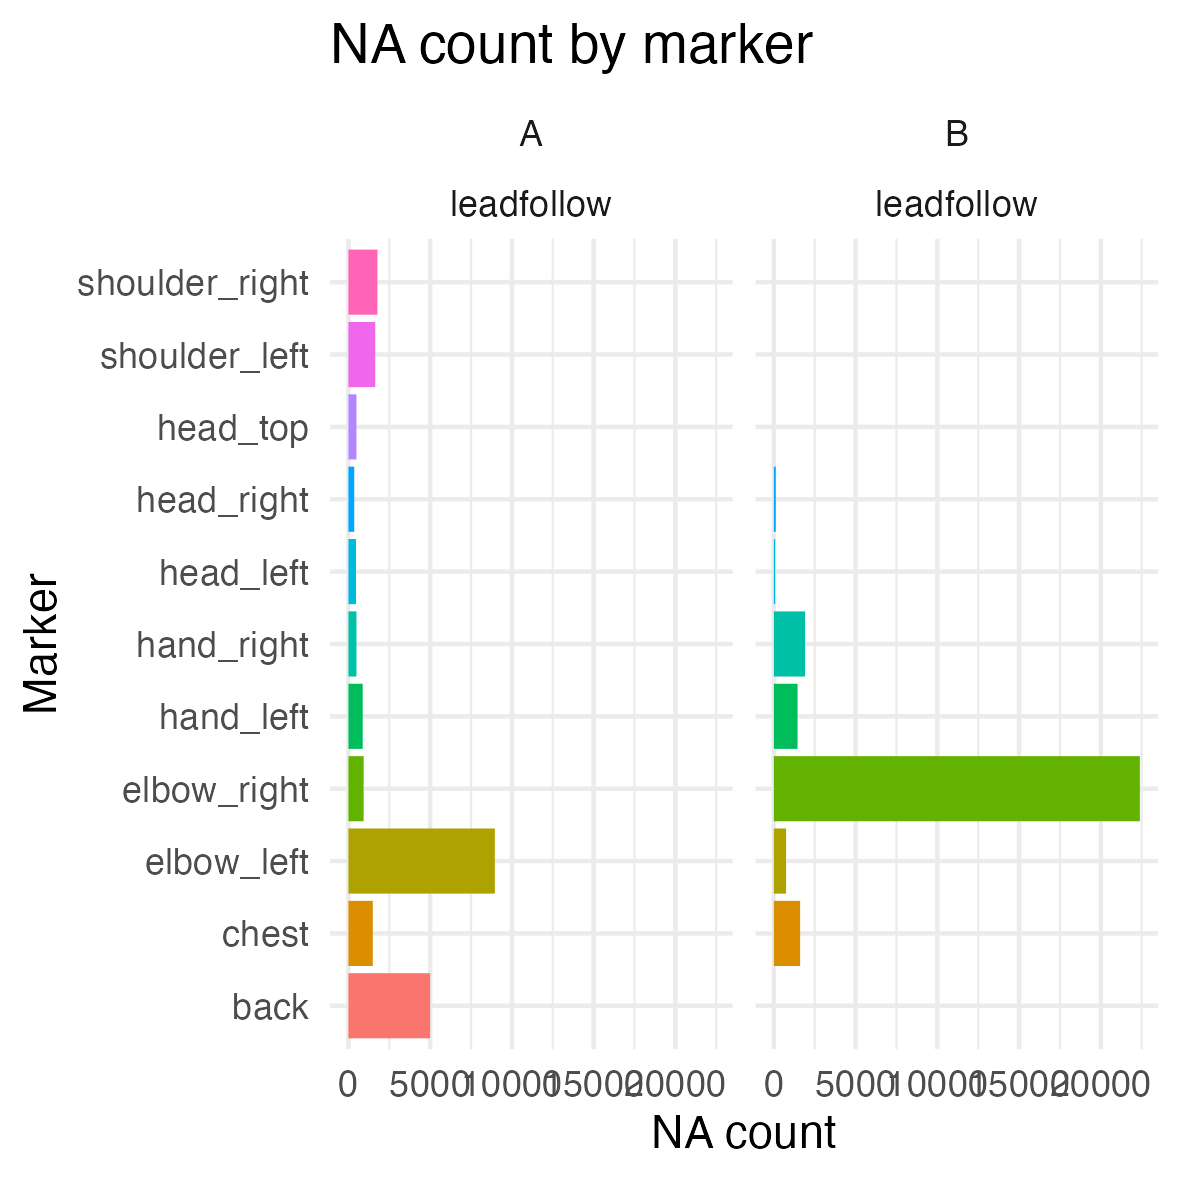 NA count by marker
A
B
leadfollow
leadfollow
shoulder_right
shoulder_left
head_top
head_right
head_left
hand_right
hand_left
elbow_right
elbow_left
chest
back
Marker
0 5000 10000 15000 20000
0 5000 10000 15000 20000
NA count